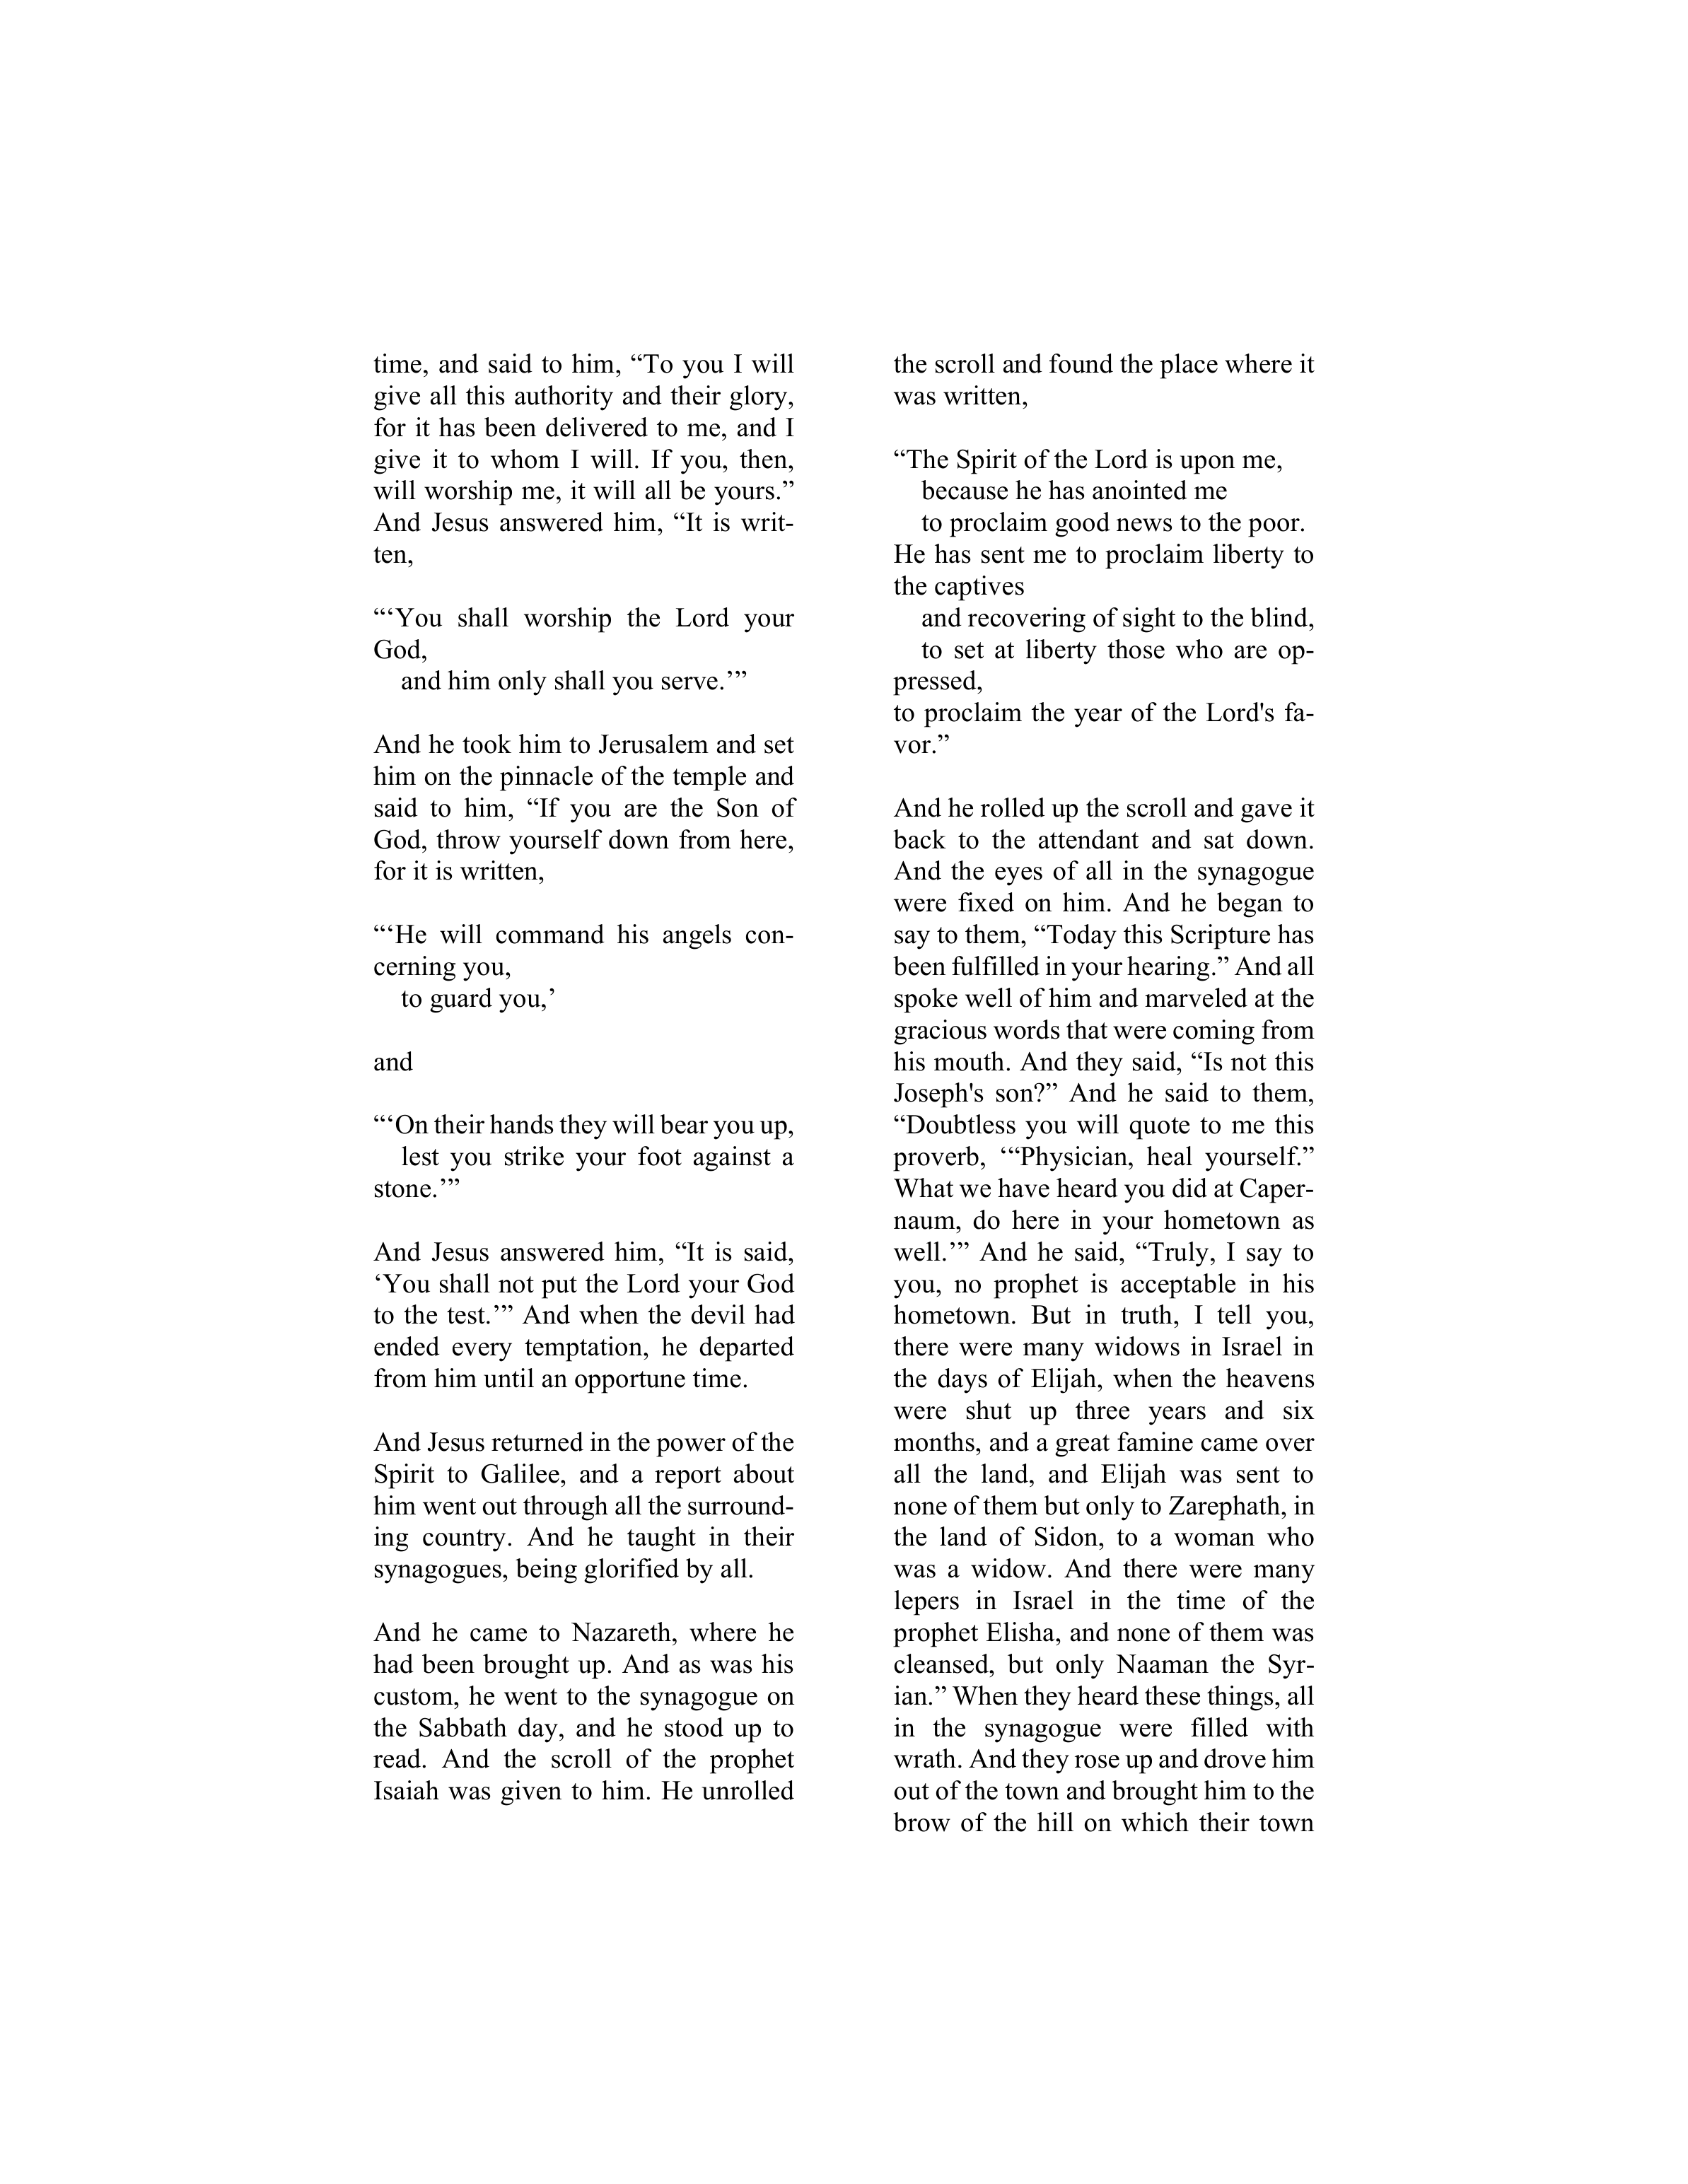 time, and said to him, “To you I will
give all this authority and their glory,
for it has been delivered to me, and I
give it to whom I will. If you, then,
will worship me, it will all be yours.”
And Jesus answered him, “It is writ-
ten,
“‘You shall worship the Lord your
God,
and him only shall you serve.’”
And he took him to Jerusalem and set
him on the pinnacle of the temple and
said to him, “If you are the Son of
God, throw yourself down from here,
for it is written,
“‘He will command his angels con-
cerning you,
to guard you,’
and
“‘On their hands they will bear you up,
lest you strike your foot against a
stone.’”
And Jesus answered him, “It is said,
‘You shall not put the Lord your God
to the test.’” And when the devil had
ended every temptation, he departed
from him until an opportune time.
And Jesus returned in the power of the
Spirit to Galilee, and a report about
him went out through all the surround-
ing country. And he taught in their
synagogues, being glorified by all.
And he came to Nazareth, where he
had been brought up. And as was his
custom, he went to the synagogue on
the Sabbath day, and he stood up to
read. And the scroll of the prophet
Isaiah was given to him. He unrolled
the scroll and found the place where it
was written,
“The Spirit of the Lord is upon me,
because he has anointed me
to proclaim good news to the poor.
He has sent me to proclaim liberty to
the captives
and recovering of sight to the blind,
to set at liberty those who are op-
pressed,
to proclaim the year of the Lord's fa-
vor.”
And he rolled up the scroll and gave it
back to the attendant and sat down.
And the eyes of all in the synagogue
were fixed on him. And he began to
say to them, “Today this Scripture has
been fulfilled in your hearing.” And all
spoke well of him and marveled at the
gracious words that were coming from
his mouth. And they said, “Is not this
Joseph's son?” And he said to them,
“Doubtless you will quote to me this
proverb, ‘“Physician, heal yourself.”
What we have heard you did at Caper-
naum, do here in your hometown as
well.’” And he said, “Truly, I say to
you, no prophet is acceptable in his
hometown. But in truth, I tell you,
there were many widows in Israel in
the days of Elijah, when the heavens
were shut up three years and six
months, and a great famine came over
all the land, and Elijah was sent to
none of them but only to Zarephath, in
the land of Sidon, to a woman who
was a widow. And there were many
lepers in Israel in the time of the
prophet Elisha, and none of them was
cleansed, but only Naaman the Syr-
ian.” When they heard these things, all
in the synagogue were filled with
wrath. And they rose up and drove him
out of the town and brought him to the
brow of the hill on which their town